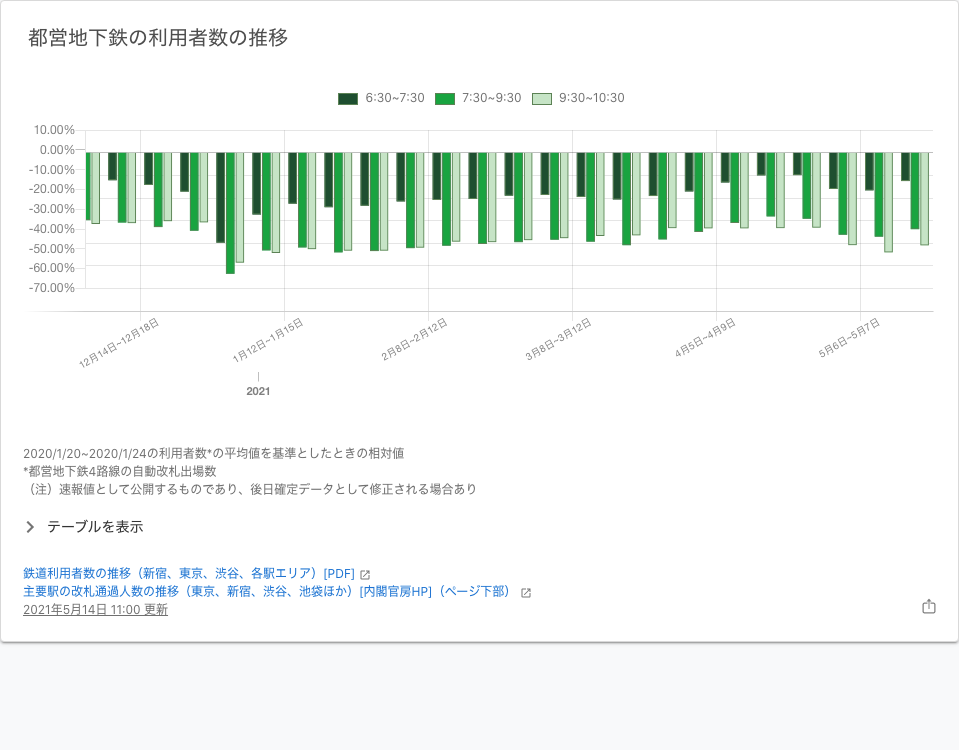 都営地下鉄の利用者数の推移
6:30~7:30 7:30~9:30 9:30~10:30
10.00%
0.00%
-10.00%
-20.00%
-30.00%
-40.00%
-50.00%
-60.00%
-70.00%
12月14日~12月18日 1月12日~1月15日 2月8日~2月12日 3月8日~3月12日 4月5日~4月9日 5月6日~5月7日
2021
2020/1/20~2020/1/24の利用者数*の平均値を基準としたときの相対値
*都営地下鉄4路線の自動改札出場数
（注）速報値として公開するものであり、後日確定データとして修正される場合あり
テーブルを表示
鉄道利用者数の推移（新宿、東京、渋谷、各駅エリア）[PDF]
主要駅の改札通過人数の推移（東京、新宿、渋谷、池袋ほか）[内閣官房HP]（ページ下部）
2021年5月14日 11:00 更新